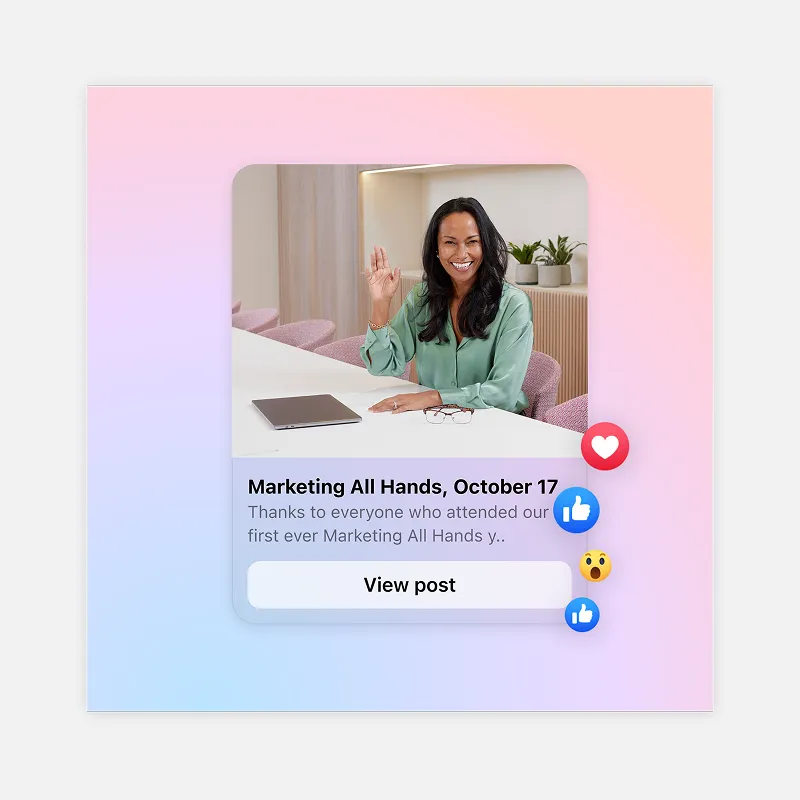 Marketing All Hands, October 17
Thanks to everyone who attended our
first ever Marketing All Hands y..
View post